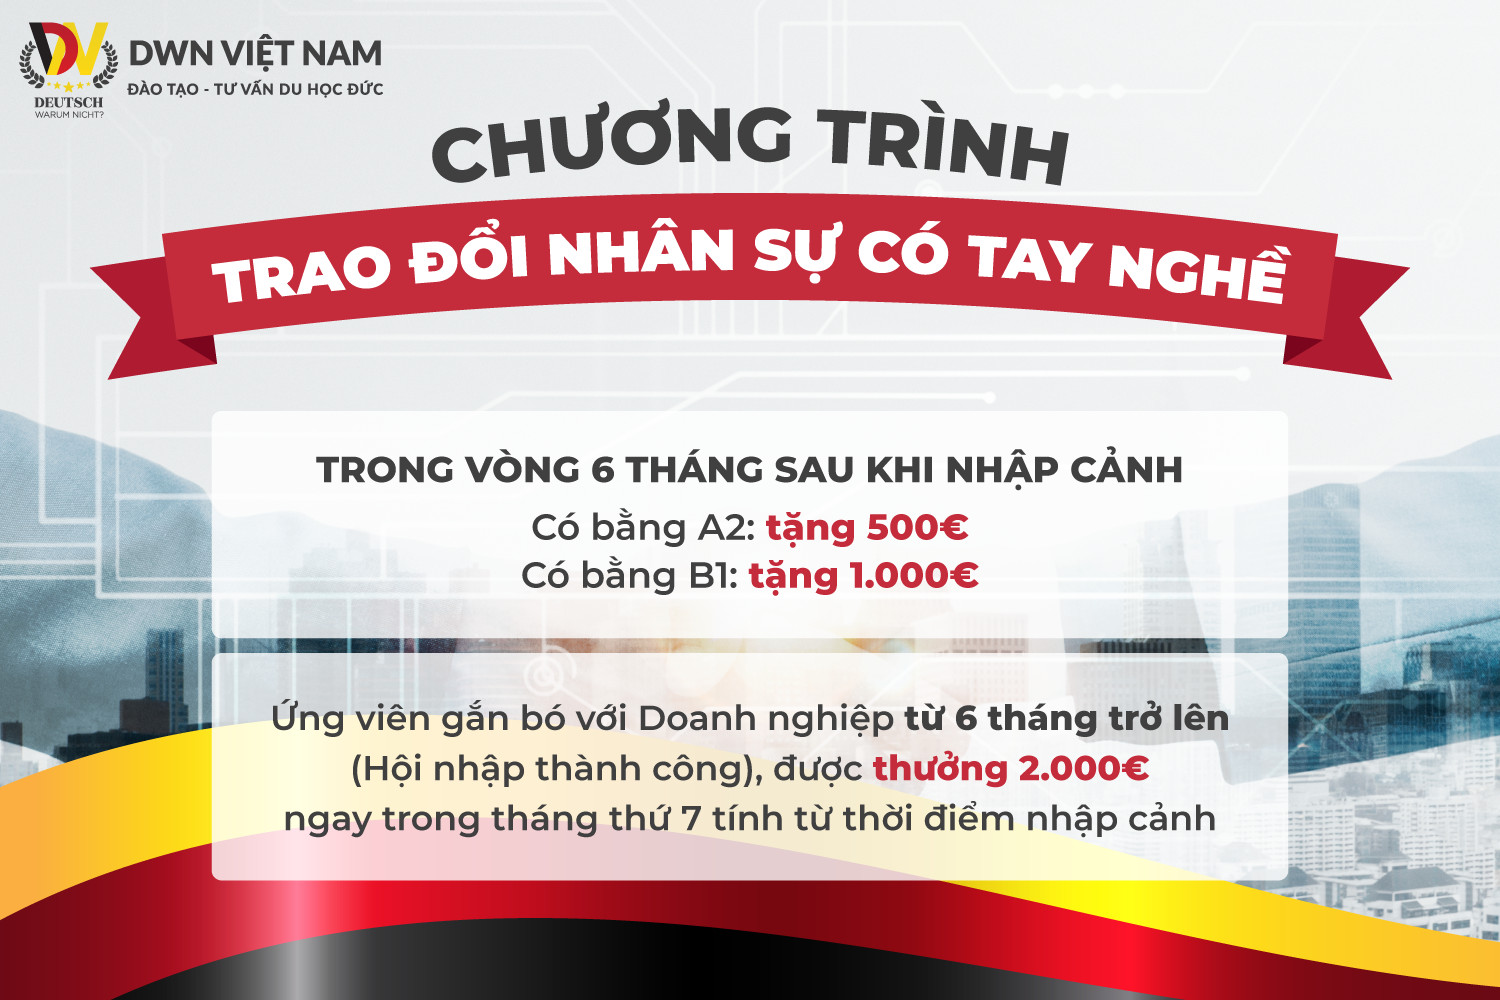 DWN VIỆT NAM
ĐÀO TẠO - TƯ VẤN DU HỌC ĐỨC
DEUTSCH
WARUM NICHT?
CHƯƠNG TRÌNH
TRAO ĐỔI NHÂN SỰ CÓ TAY NGHỀ
TRONG VÒNG 6 THÁNG SAU KHI NHẬP CẢNH
Có bằng A2: tặng 500€
Có bằng B1: tặng 1.000€
Ứng viên gắn bó với Doanh nghiệp từ 6 tháng trở lên
(Hội nhập thành công), được thưởng 2.000€
ngay trong tháng thứ 7 tính từ thời điểm nhập cảnh